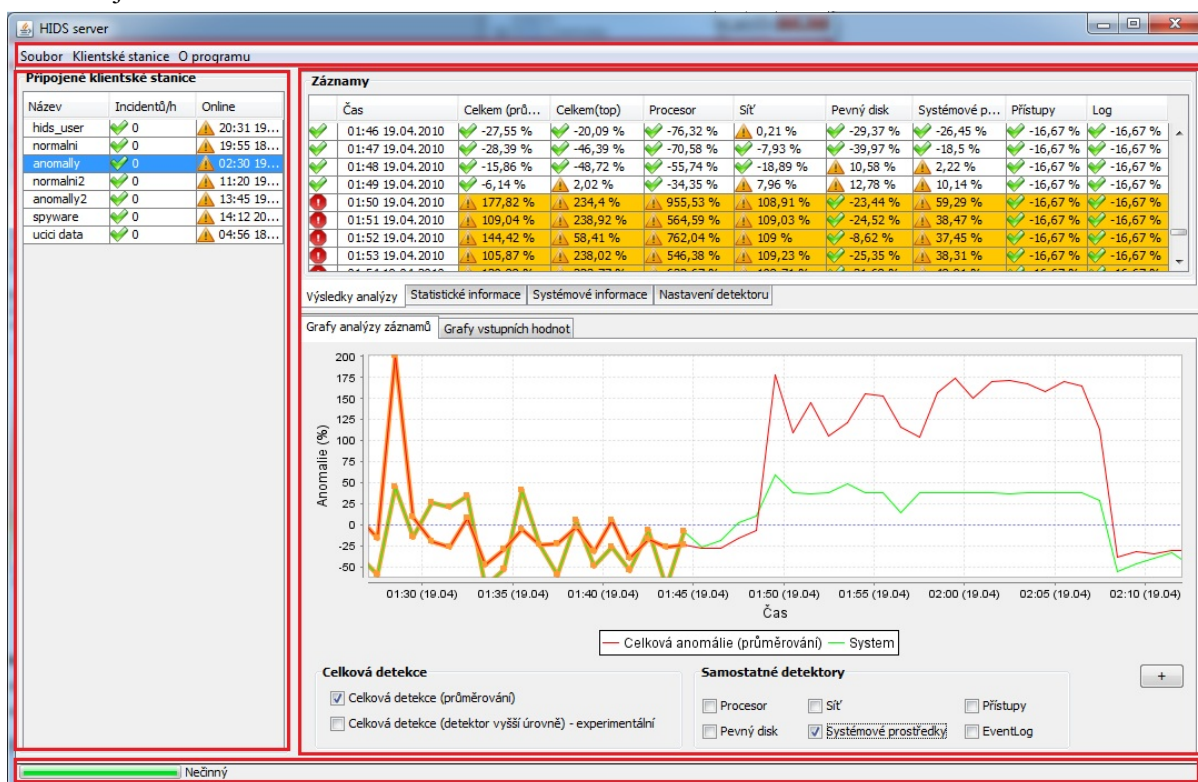 HIDS server
Soubor Klientské stanice O programu
Připojené klientské stanice
Název Incidentů/h Online
hids_user 0 20:31 19...
normalni 0 19:55 18...
anomally 0 02:30 19...
normalni2 0 11:20 19...
anomally2 0 13:45 19...
spyware 0 14:12 20...
ucici data 0 04:56 18...
Záznamy
Čas Celkem (prů... Celkem(top) Procesor Síť Pevný disk Systémové p... Přístupy Log
01:46 19.04.2010 -27,55 % -20,09 % -76,32 % 0,21 % -29,37 % -26,45 % -16,67 % -16,67 %
01:47 19.04.2010 -28,39 % -46,39 % -70,58 % -7,93 % -39,97 % -18,5 % -16,67 % -16,67 %
01:48 19.04.2010 -15,86 % -48,72 % -55,74 % -18,89 % 10,58 % 2,22 % -16,67 % -16,67 %
01:49 19.04.2010 -6,14 % 2,02 % -34,35 % 7,96 % 12,78 % 10,14 % -16,67 % -16,67 %
01:50 19.04.2010 177,82 % 234,4 % 955,53 % 108,91 % -23,44 % 59,29 % -16,67 % -16,67 %
01:51 19.04.2010 109,04 % 238,92 % 564,59 % 109,03 % -24,52 % 38,47 % -16,67 % -16,67 %
01:52 19.04.2010 144,42 % 58,41 % 762,04 % 109 % -8,62 % 37,45 % -16,67 % -16,67 %
01:53 19.04.2010 105,87 % 238,02 % 546,38 % 109,23 % -25,35 % 38,31 % -16,67 % -16,67 %
Výsledky analýzy Statistické informace Systémové informace Nastavení detektoru
Grafy analýzy záznamů Grafy vstupních hodnot
Anomalie (%)
200
175
150
125
100
75
50
25
0
-25
-50
01:30 (19.04) 01:35 (19.04) 01:40 (19.04) 01:45 (19.04) 01:50 (19.04) 01:55 (19.04) 02:00 (19.04) 02:05 (19.04) 02:10 (19.04)
Čas
Celková anomálie (průměrování) System
Celková detekce
Celková detekce (průměrování)
Celková detekce (detektor vyšší úrovně) - experimentální
Samostatné detektory
Procesor Síť Přístupy
Pevný disk Systémové prostředky EventLog
+
Nečinný